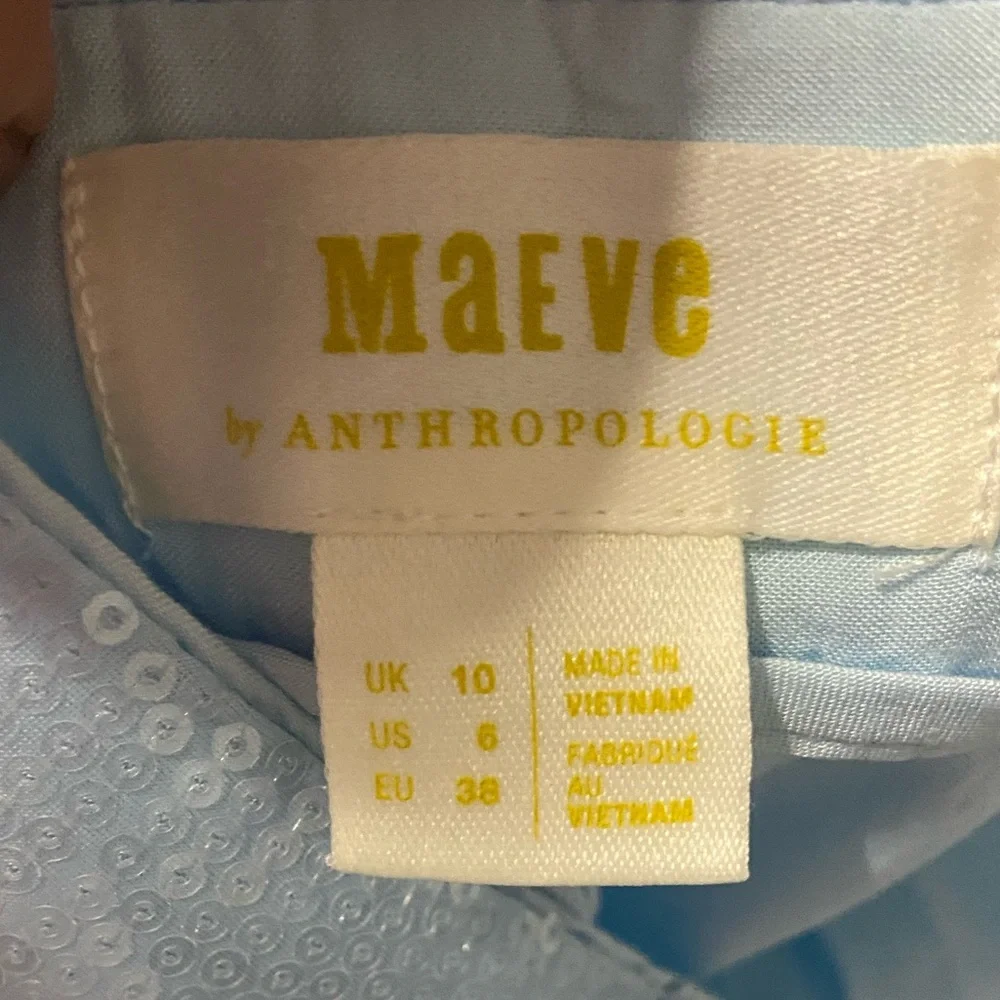 Maeve
by ANTHROPOLOGIE
UK 10
US 6
EU 38
MADE IN
VIETNAM
FABRIQUÉ
AU
VIETNAM